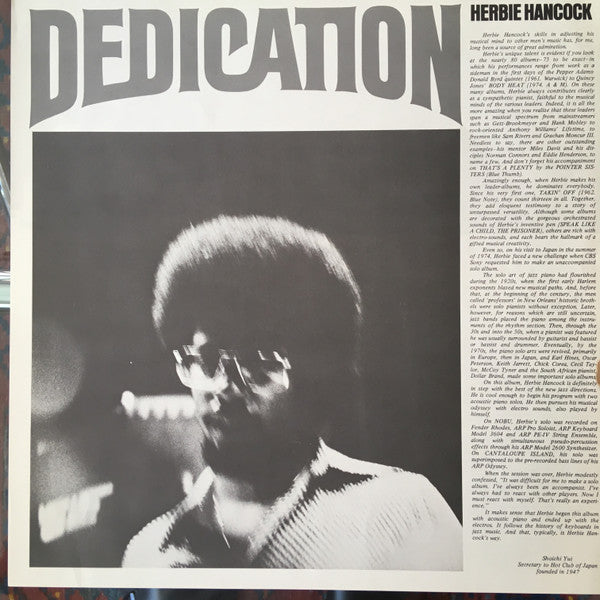 DEDICATION
HERBIE HANCOCK
Herbie Hancock's skills in adjusting his
musical mind to other men's music has, for me,
long been a source of great admiration.
Herbie's unique talent is evident if you look
at the nearly 80 albums–75 to be exact–in
which his performances range from work as a
sideman in the first days of the Pepper Adams-
Donald Byrd quintet (1961, Warwick) to Quincy
Jones' BODY HEAT (1974, A & M). On these
many albums, Herbie always contributes clearly
as a sympathetic pianist, faithful to the musical
minds of the various leaders. Indeed, it is all the
more amazing when you realize that these leaders
span a musical spectrum from mainstreamers
such as Getz-Brookmeyer and Hank Mobley to
rock-oriented Anthony Williams' Lifetime, to
freemen like Sam Rivers and Grachan Moncur III.
Needless to say, there are other outstanding
examples–his mentor Miles Davis and his dis-
ciples Norman Connors and Eddie Henderson, to
name a few. And don't forget his accompaniment
on THAT'S A PLENTY by the POINTER SIS-
TERS (Blue Thumb).
Amazingly enough, when Herbie makes his
own leader-albums, he dominates everybody.
Since his very first one, TAKIN' OFF (1962,
Blue Note), they count thirteen in all. Together,
they add eloquent testimony to a story of
unsurpassed versatility. Although some albums
are decorated with the gorgeous orchestrated
sounds of Herbie's inventive pen (SPEAK LIKE
A CHILD, THE PRISONER), others are rich with
electro-sounds, and each bears the hallmark of a
gifted musical creativity.
Even so, on his visit to Japan in the summer
of 1974, Herbie faced a new challenge when CBS
Sony requested him to make an unaccompanied
solo album.
The solo art of jazz piano had flourished
during the 1920s, when the first early Harlem
exponents blazed new musical paths. And, before
that, at the beginning of the century, the men
called 'professors' in New Orleans' historic broth-
els were solo pianists without exception. Later,
however, for reasons which are still uncertain,
jazz bands placed the piano among the instru-
ments of the rhythm section. Then, through the
30s and into the 50s, when a pianist was featured
he was usually surrounded by guitarist and bassist
or bassist and drummer. Eventually, by the
1970s, the piano solo arts were revived, primarily
in Europe, then in Japan, and Earl Hines, Oscar
Peterson, Keith Jarrett, Chick Corea, Cecil Tay-
lor, McCoy Tyner and the South African pianist,
Dollar Brand, made some important solo albums.
On this album, Herbie Hancock is definitely
in step with the best of the new jazz directions.
He is cool enough to begin his program with two
acoustic piano solos. He then pursues his musical
odyssey with electro sounds, also played by
himself.
On NOBU, Herbie's solo was recorded on
Fender Rhodes, ARP Pro Soloist, ARP Keyboard
Model 3604 and ARP PE-IV String Ensemble,
along with simultaneous pseudo-percussion
effects through his ARP Model 2600 Synthesizer.
On CANTALOUPE ISLAND, his solo was
superimposed to the pre-recorded bass lines of his
ARP Odyssey.
When the session was over, Herbie modestly
confessed, "It was difficult for me to make a solo
album. I've always been an accompanist. I've
always had to react with other players. Now I
must react with myself. That's really an experi-
ence."
It makes sense that Herbie began this album
with acoustic piano and ended up with the
electros. It follows the history of keyboards in
jazz music. And that, typically, is Herbie Han-
cock's way.
Shoichi Yui
Secretary to Hot Club of Japan
founded in 1947